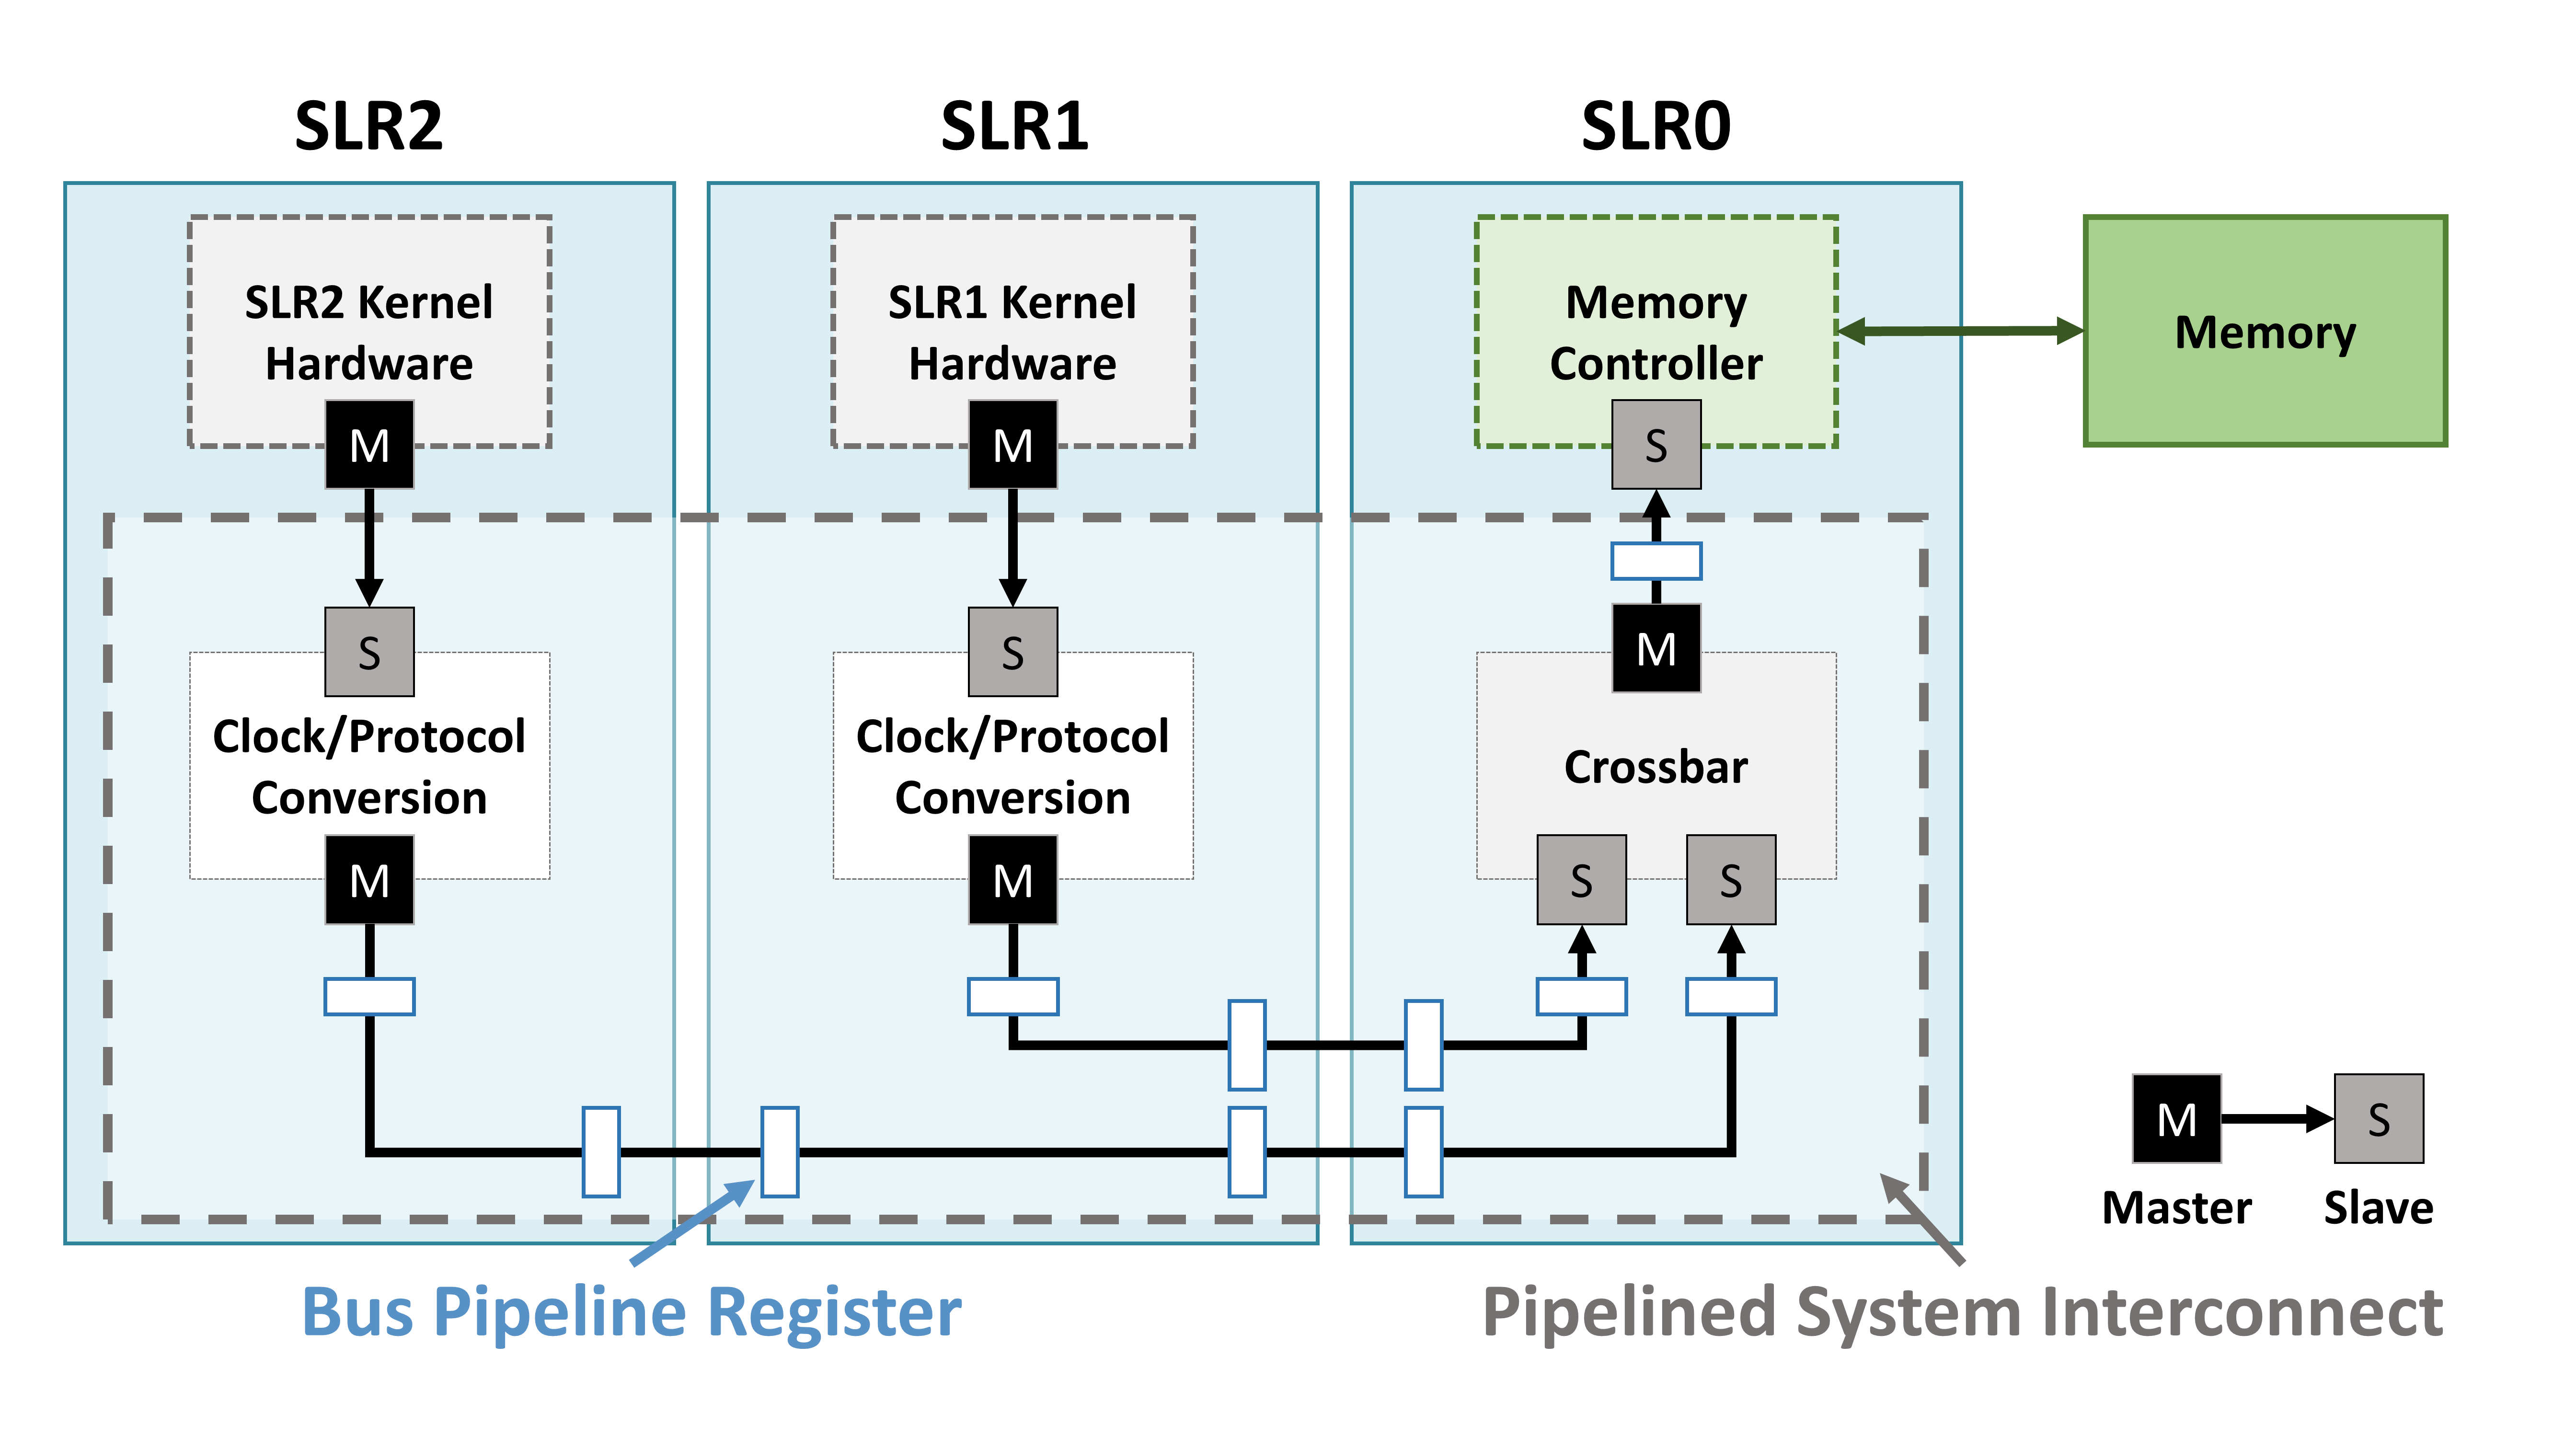 SLR2
SLR1
SLR0
SLR2 Kernel
Hardware
M
SLR1 Kernel
Hardware
M
Memory
Controller
S
Memory
S
Clock/Protocol
Conversion
M
S
Clock/Protocol
Conversion
M
M
Crossbar
S
S
M
S
Master
Slave
Bus Pipeline Register
Pipelined System Interconnect